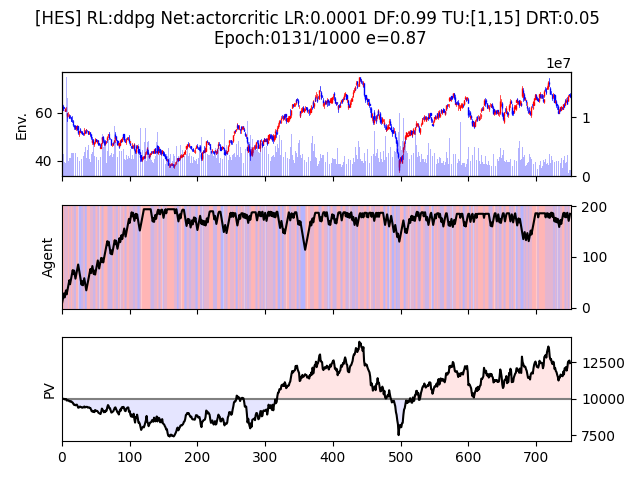 [HES] RL:ddpg Net:actorcritic LR:0.0001 DF:0.99 TU:[1,15] DRT:0.05
Epoch:0131/1000 e=0.87
1e7
Env.
60
40
1
0
Agent
200
100
0
PV
12500
10000
7500
0 100 200 300 400 500 600 700